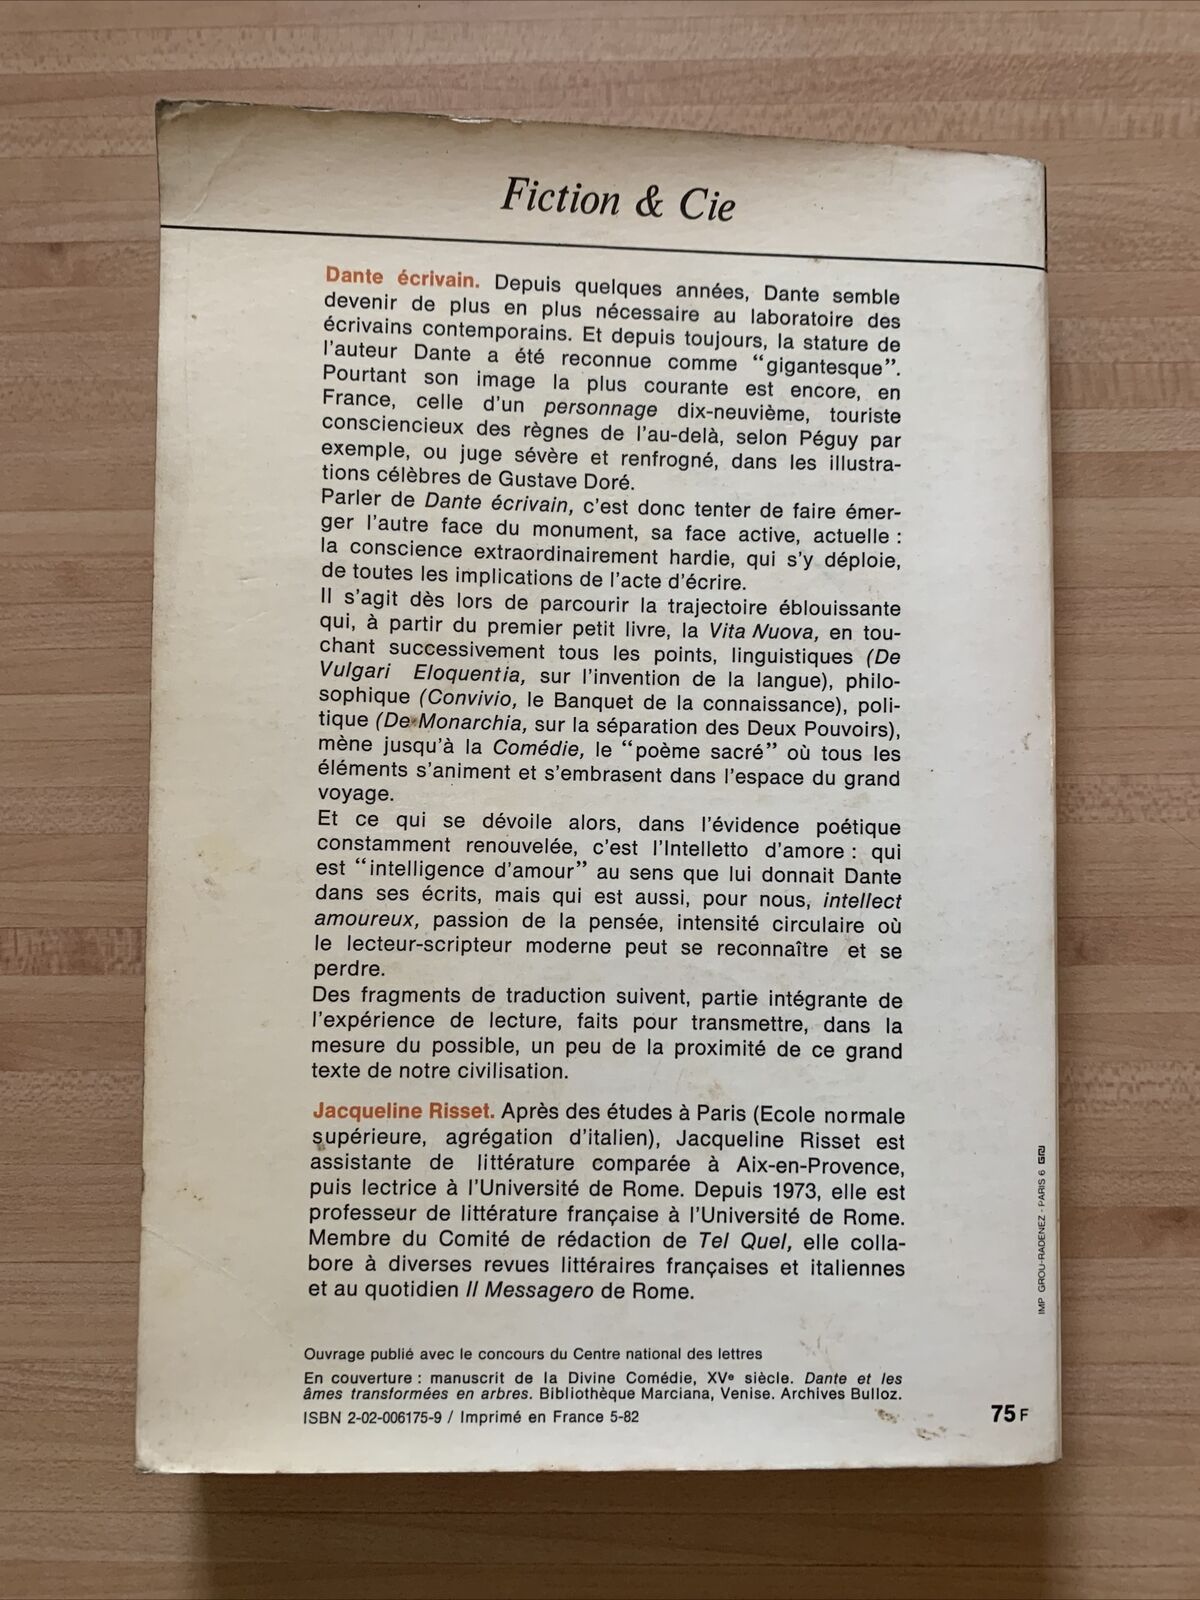 Fiction & Cie
Dante écrivain. Depuis quelques années, Dante semble
devenir de plus en plus nécessaire au laboratoire des
écrivains contemporains. Et depuis toujours, la stature de
l'auteur Dante a été reconnue comme “gigantesque”.
Pourtant son image la plus courante est encore, en
France, celle d'un personnage dix-neuvième, touriste
consciencieux des règnes de l'au-delà, selon Péguy par
exemple, ou juge sévère et renfrogné, dans les illustra-
tions célèbres de Gustave Doré.
Parler de Dante écrivain, c'est donc tenter de faire émer-
ger l'autre face du monument, sa face active, actuelle :
la conscience extraordinairement hardie, qui s'y déploie,
de toutes les implications de l'acte d'écrire.
Il s'agit dès lors de parcourir la trajectoire éblouissante
qui, à partir du premier petit livre, la Vita Nuova, en tou-
chant successivement tous les points, linguistiques (De
Vulgari Eloquentia, sur l'invention de la langue), philo-
sophique (Convivio, le Banquet de la connaissance), poli-
tique (De Monarchia, sur la séparation des Deux Pouvoirs),
mène jusqu'à la Comédie, le “poème sacré” où tous les
éléments s'animent et s'embrasent dans l'espace du grand
voyage.
Et ce qui se dévoile alors, dans l'évidence poétique
constamment renouvelée, c'est l'Intelletto d'amore : qui
est “intelligence d'amour” au sens que lui donnait Dante
dans ses écrits, mais qui est aussi, pour nous, intellect
amoureux, passion de la pensée, intensité circulaire où
le lecteur-scripteur moderne peut se reconnaître et se
perdre.
Des fragments de traduction suivent, partie intégrante de
l'expérience de lecture, faits pour transmettre, dans la
mesure du possible, un peu de la proximité de ce grand
texte de notre civilisation.
Jacqueline Risset. Après des études à Paris (Ecole normale
supérieure, agrégation d'italien), Jacqueline Risset est
assistante de littérature comparée à Aix-en-Provence,
puis lectrice à l'Université de Rome. Depuis 1973, elle est
professeur de littérature française à l'Université de Rome.
Membre du Comité de rédaction de Tel Quel, elle colla-
bore à diverses revues littéraires françaises et italiennes
et au quotidien Il Messagero de Rome.
Ouvrage publié avec le concours du Centre national des lettres
En couverture : manuscrit de la Divine Comédie, XVe siècle. Dante et les
âmes transformées en arbres. Bibliothèque Marciana, Venise. Archives Bulloz.
ISBN 2-02-006175-9 / Imprimé en France 5-82
75 F
IMP GROU-RADENEZ - PARIS 6